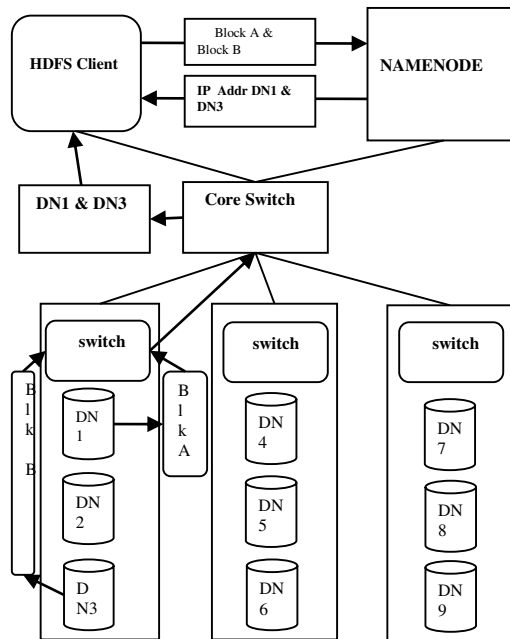 Block A &
Block B
HDFS Client
NAMENODE
IP Addr DN1 &
DN3
DN1 & DN3
Core Switch
switch
switch
switch
B
l
k
B
DN
1
B
l
k
A
DN
2
D
N3
DN
4
DN
5
DN
6
DN
7
DN
8
DN
9